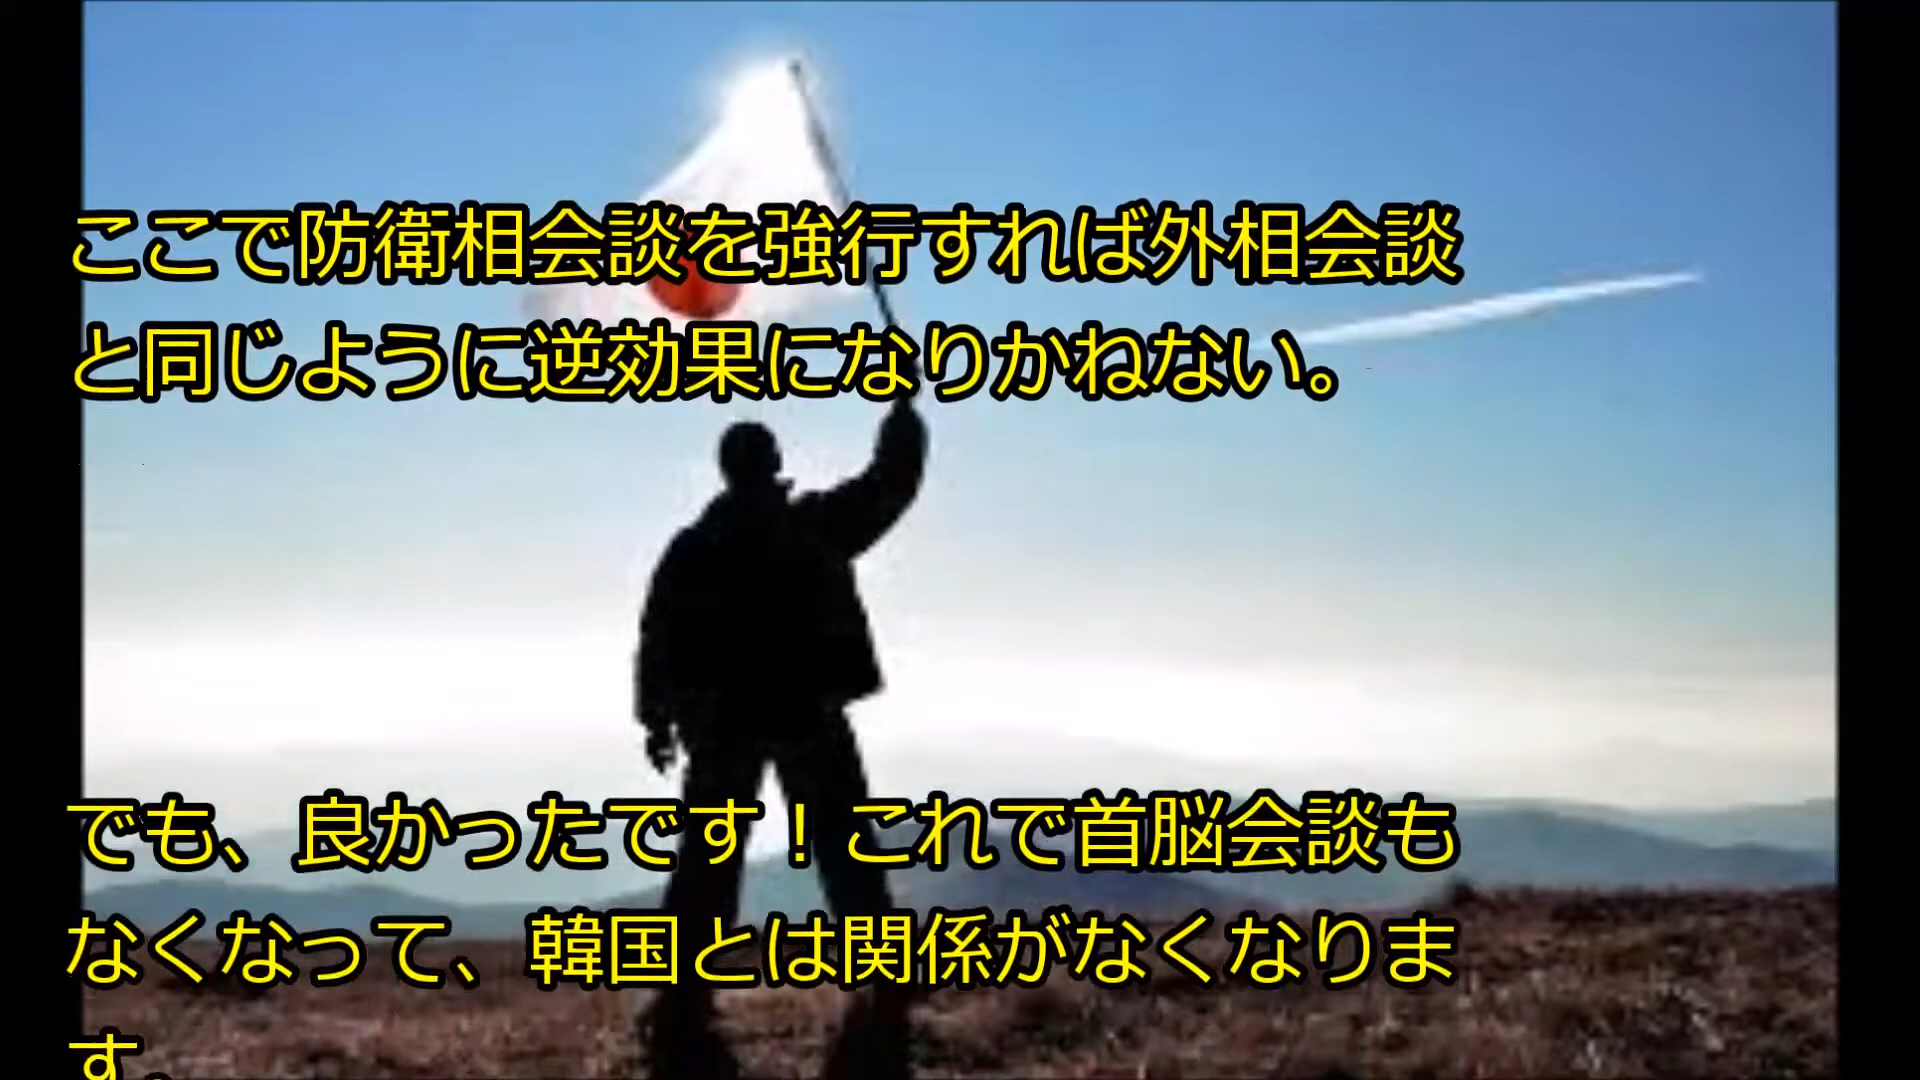 ここで防衛相会談を強行すれば外相会談
と同じように逆効果になりかねない。
でも、良かったです！これで首脳会談も
なくなって、韓国とは関係がなくなりま
す。